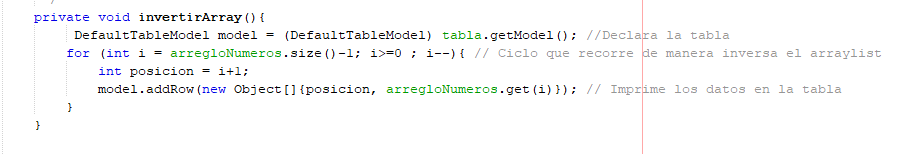 private void invertirArray(){
DefaultTableModel model = (DefaultTableModel) tabla.getModel(); //Declara la tabla
for (int i = arregloNumeros.size()-1; i>=0 ; i--){ // Ciclo que recorre de manera inversa el arraylist
int posicion = i+1;
model.addRow(new Object[]{posicion, arregloNumeros.get(i)}); // Imprime los datos en la tabla
}
}